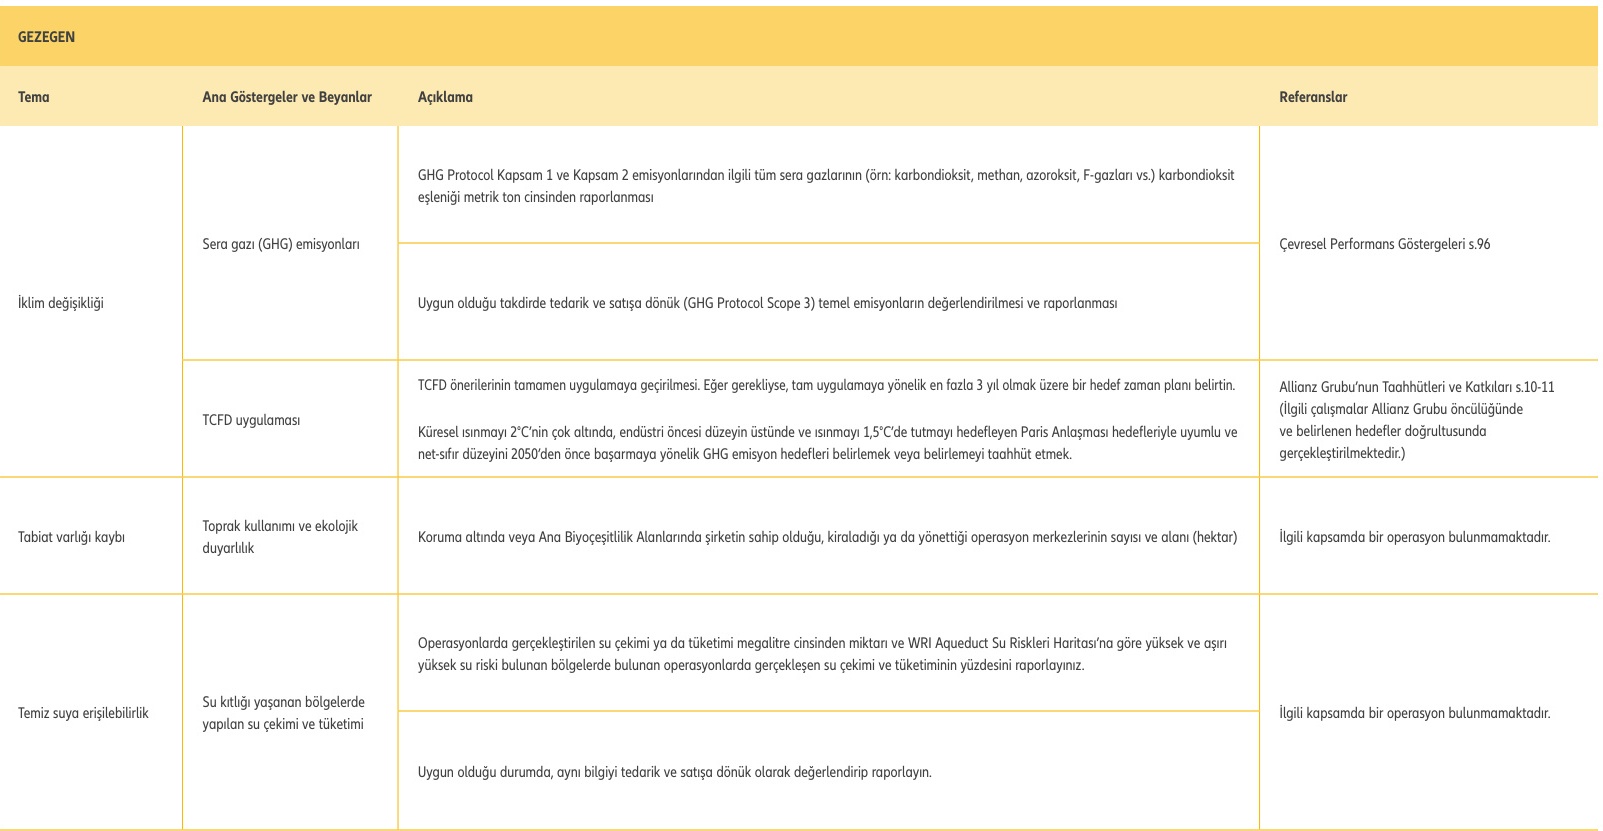 GEZEGEN
Tema
Ana Göstergeler ve Beyanlar
Açıklama
Referanslar
İklim değişikliği
Sera gazı (GHG) emisyonları
GHG Protocol Kapsam 1 ve Kapsam 2 emisyonlarından ilgili tüm sera gazlarının (örn: karbondioksit, methan, azoroksit, F-gazları vs.) karbondioksit
eşleniği metrik ton cinsinden raporlanması
Uygun olduğu takdirde tedarik ve satışa dönük (GHG Protocol Scope 3) temel emisyonların değerlendirilmesi ve raporlanması
Çevresel Performans Göstergeleri s.96
TCFD uygulaması
TCFD önerilerinin tamamen uygulamaya geçirilmesi. Eğer gerekliyse, tam uygulamaya yönelik en fazla 3 yıl olmak üzere bir hedef zaman planı belirtin.
Küresel ısınmayı 2°C’nin çok altında, endüstri öncesi düzeyin üstünde ve ısınmayı 1,5°C’de tutmayı hedefleyen Paris Anlaşması hedefleriyle uyumlu ve
net-sıfır düzeyini 2050’den önce başarmaya yönelik GHG emisyon hedefleri belirlemek veya belirlemeyi taahhüt etmek.
Allianz Grubu’nun Taahhütleri ve Katkıları s.10-11
(İlgili çalışmalar Allianz Grubu öncülüğünde
ve belirlenen hedefler doğrultusunda
gerçekleştirilmektedir.)
Tabiat varlığı kaybı
Toprak kullanımı ve ekolojik
duyarlılık
Koruma altında veya Ana Biyoçeşitlilik Alanlarında şirketin sahip olduğu, kiraladığı ya da yönettiği operasyon merkezlerinin sayısı ve alanı (hektar)
İlgili kapsamda bir operasyon bulunmamaktadır.
Temiz suya erişilebilirlik
Su kıtlığı yaşanan bölgelerde
yapılan su çekimi ve tüketimi
Operasyonlarda gerçekleştirilen su çekimi ya da tüketimi megalitre cinsinden miktarı ve WRI Aqueduct Su Riskleri Haritası’na göre yüksek ve aşırı
yüksek su riski bulunan bölgelerde bulunan operasyonlarda gerçekleşen su çekimi ve tüketiminin yüzdesini raporlayınız.
Uygun olduğu durumda, aynı bilgiyi tedarik ve satışa dönük olarak değerlendirip raporlayın.
İlgili kapsamda bir operasyon bulunmamaktadır.